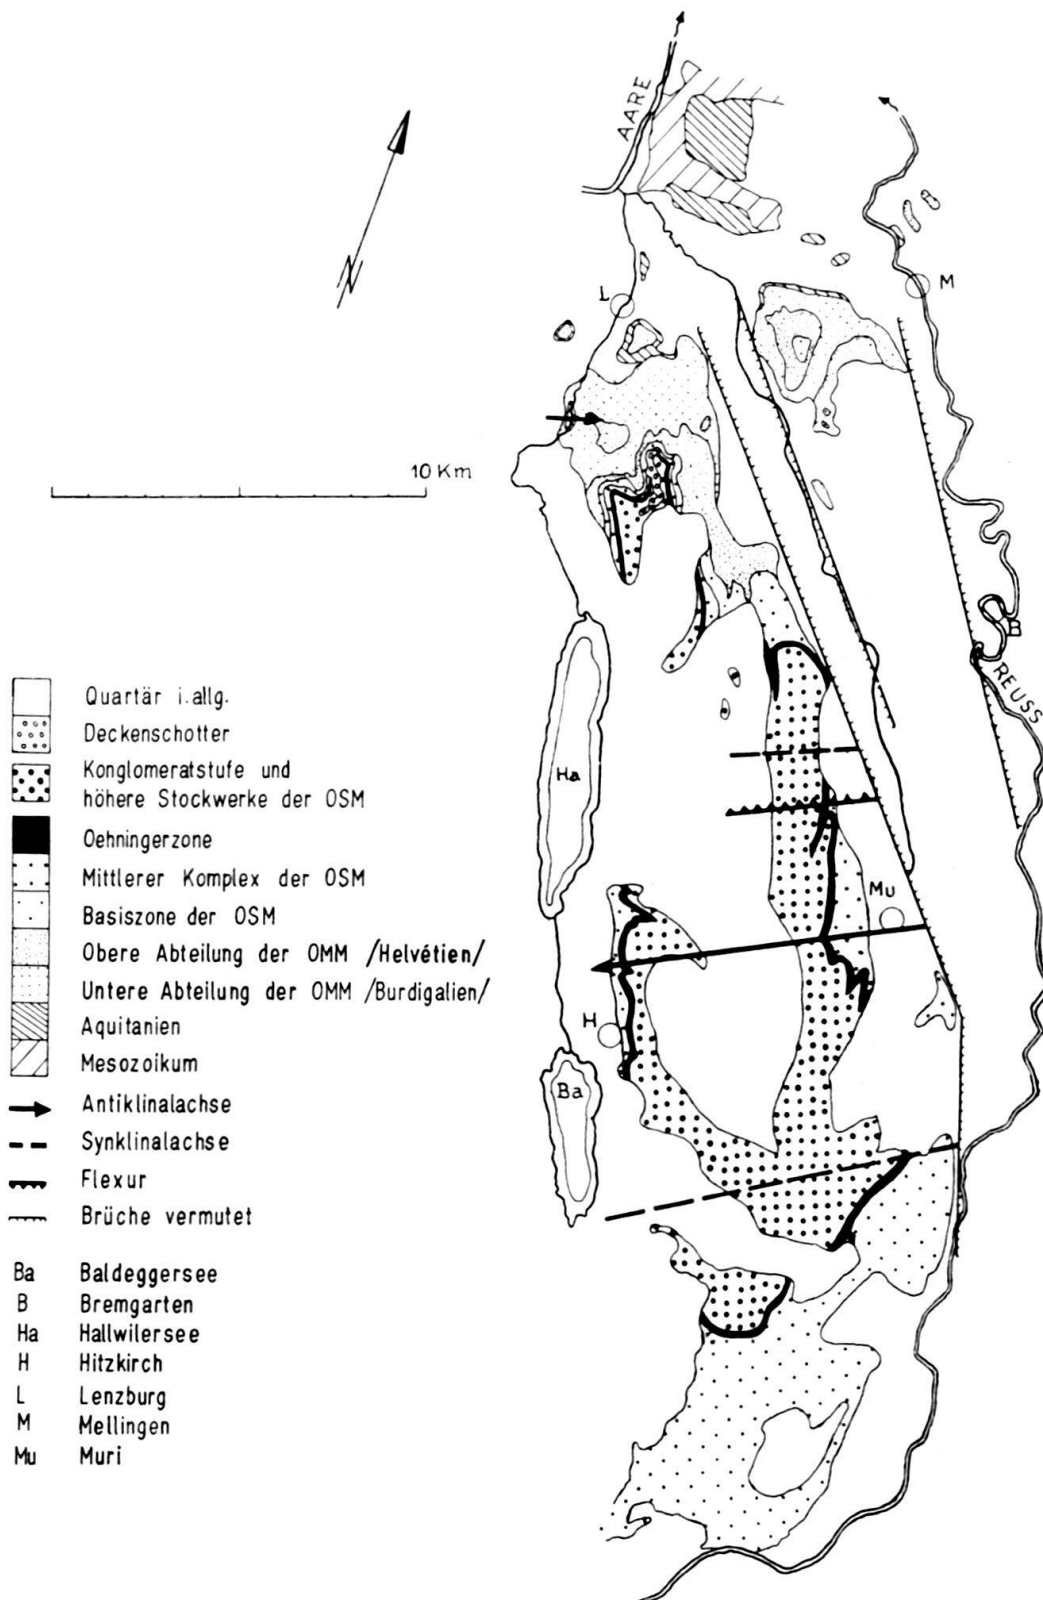 AARE
N
L
M
10 Km
B
REUSS
Ha
Mu
H
Ba
Quartär i. allg.
Deckenschotter
Konglomeratstufe und
höhere Stockwerke der OSM
Oehningerzone
Mittlerer Komplex der OSM
Basiszone der OSM
Obere Abteilung der OMM /Helvétien/
Untere Abteilung der OMM /Burdigalien/
Aquitanien
Mesozoikum
Antiklinalachse
Synklinalachse
Flexur
Brüche vermutet
Ba Baldeggersee
B Bremgarten
Ha Hallwilersee
H Hitzkirch
L Lenzburg
M Mellingen
Mu Muri